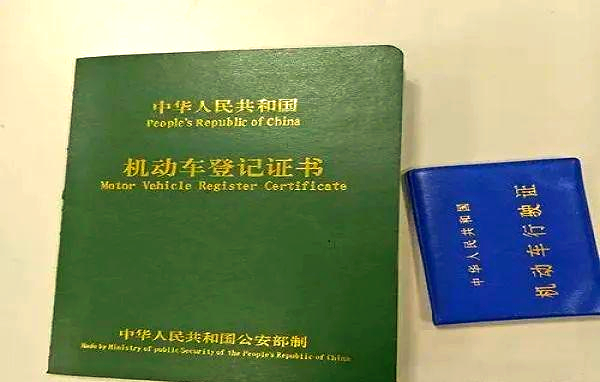 中华人民共和国
People's Republic of China
机动车登记证书
Motor Vehicle Register Certificate
中华人民共和国公安部制
Made by Ministry of public Security of the People's Republic of China
中华人民共和国
机动车行驶证